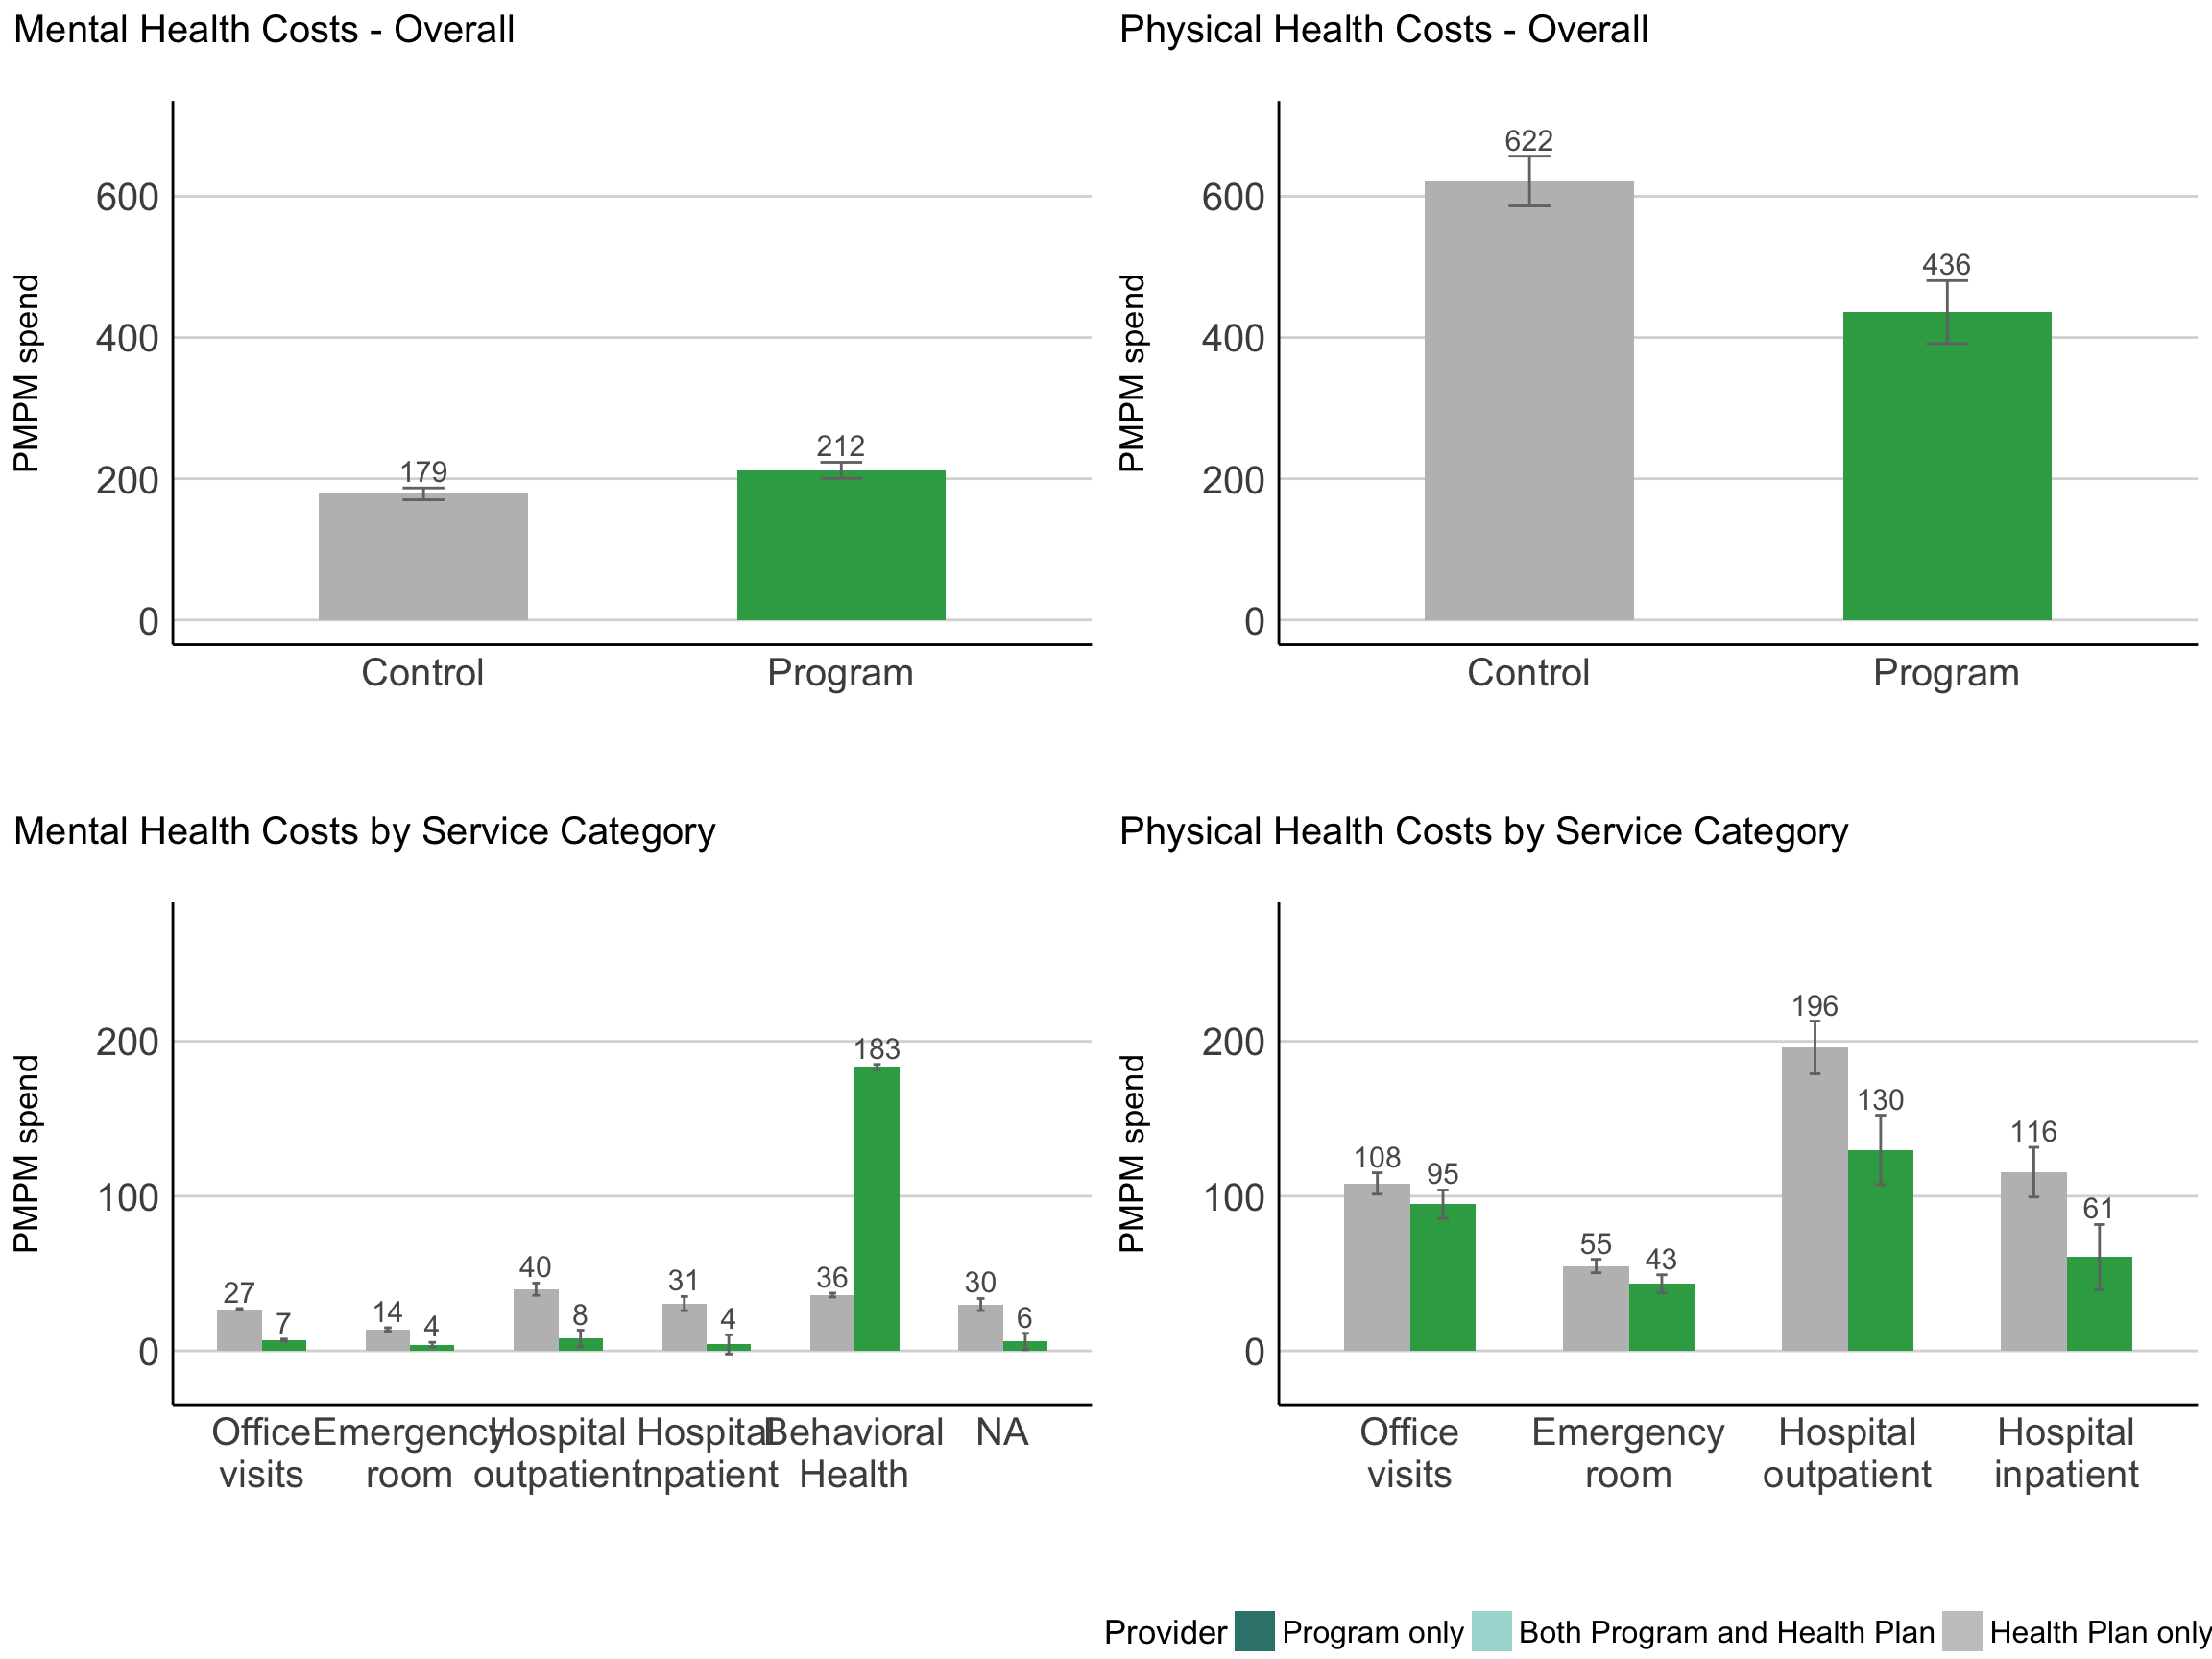 Mental Health Costs - Overall
PMPM spend
600
400
200
0
179
212
Control
Program
Physical Health Costs - Overall
PMPM spend
600
400
200
0
622
436
Control
Program
Mental Health Costs by Service Category
PMPM spend
200
100
0
27
7
14
4
40
8
31
4
36
183
30
6
Office
visits
Emergency
room
Hospital
outpatient
Hospital
inpatient
Behavioral
Health
NA
Physical Health Costs by Service Category
PMPM spend
200
100
0
108
95
55
43
196
130
116
61
Office
visits
Emergency
room
Hospital
outpatient
Hospital
inpatient
Provider Program only Both Program and Health Plan Health Plan only